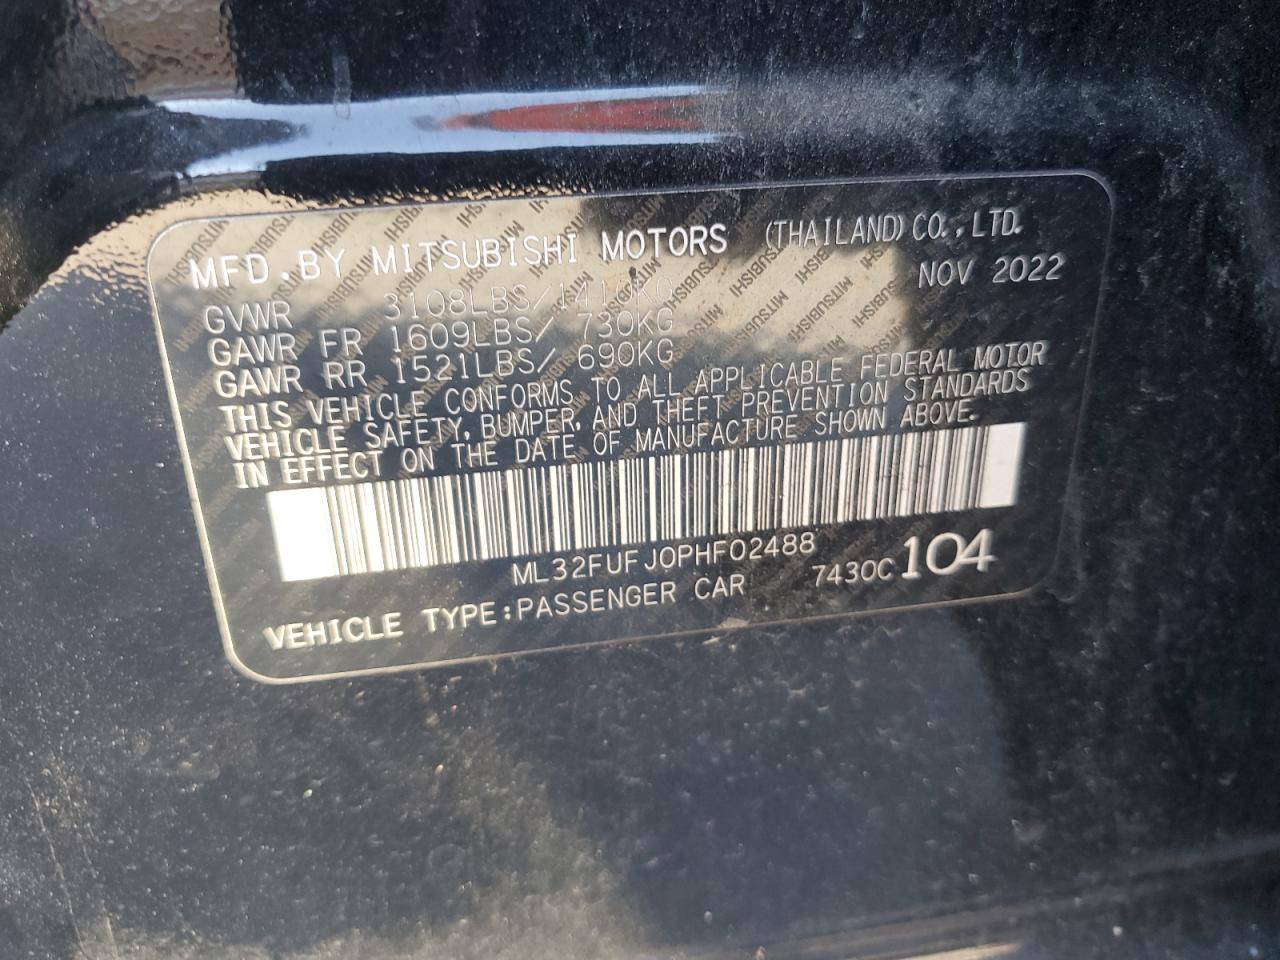 MFD.BY MITSUBISHI MOTORS (THAILAND) CO.,LTD.
NOV 2022
GVWR 3108LBS/1410KG
GAWR FR 1609LBS/ 730KG
GAWR RR 1521LBS/ 690KG
THIS VEHICLE CONFORMS TO ALL APPLICABLE FEDERAL MOTOR
VEHICLE SAFETY, BUMPER, AND THEFT PREVENTION STANDARDS
IN EFFECT ON THE DATE OF MANUFACTURE SHOWN ABOVE.
ML32FUFJ0PHF02488
7430C 104
VEHICLE TYPE:PASSENGER CAR